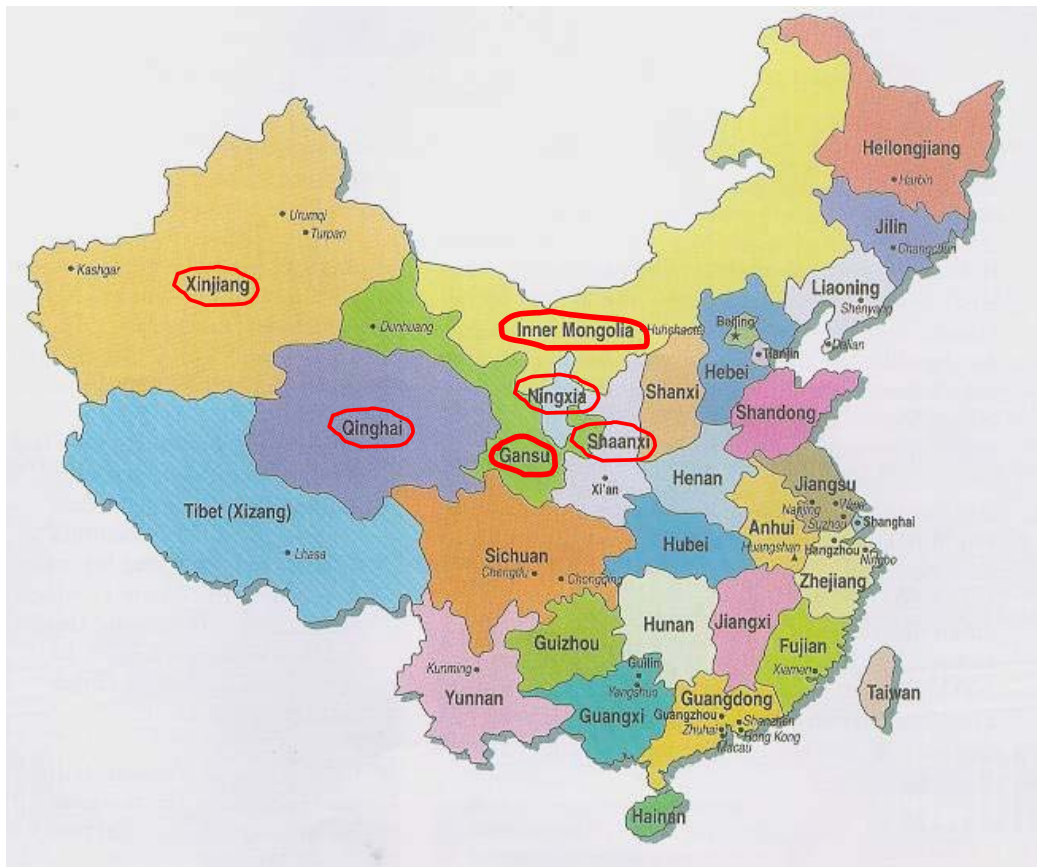 Heilongjiang
Harbin
Jilin
Changchun
Urumqi
Turpan
Kashgar
Xinjiang
Liaoning
Shenyang
Dunhuang
Inner Mongolia
Huhehaote
Beijing
Dalian
Tianjin
Hebei
Shanxi
Ningxia
Shandong
Qinghai
Shaanxi
Gansu
Henan
Xi'an
Jiangsu
Nanjing
Wuxi
Suzhou
Shanghai
Tibet (Xizang)
Anhui
Hubei
Huangshan
Hangzhou
Ningbo
Lhasa
Sichuan
Chengdu
Chongqing
Zhejiang
Hunan
Jiangxi
Guizhou
Fujian
Xiamen
Guilin
Kunming
Yangshuo
Yunnan
Guangdong
Taiwan
Guangxi
Guangzhou
Shenzhen
Zhuhai
Hong Kong
Macau
Hainan